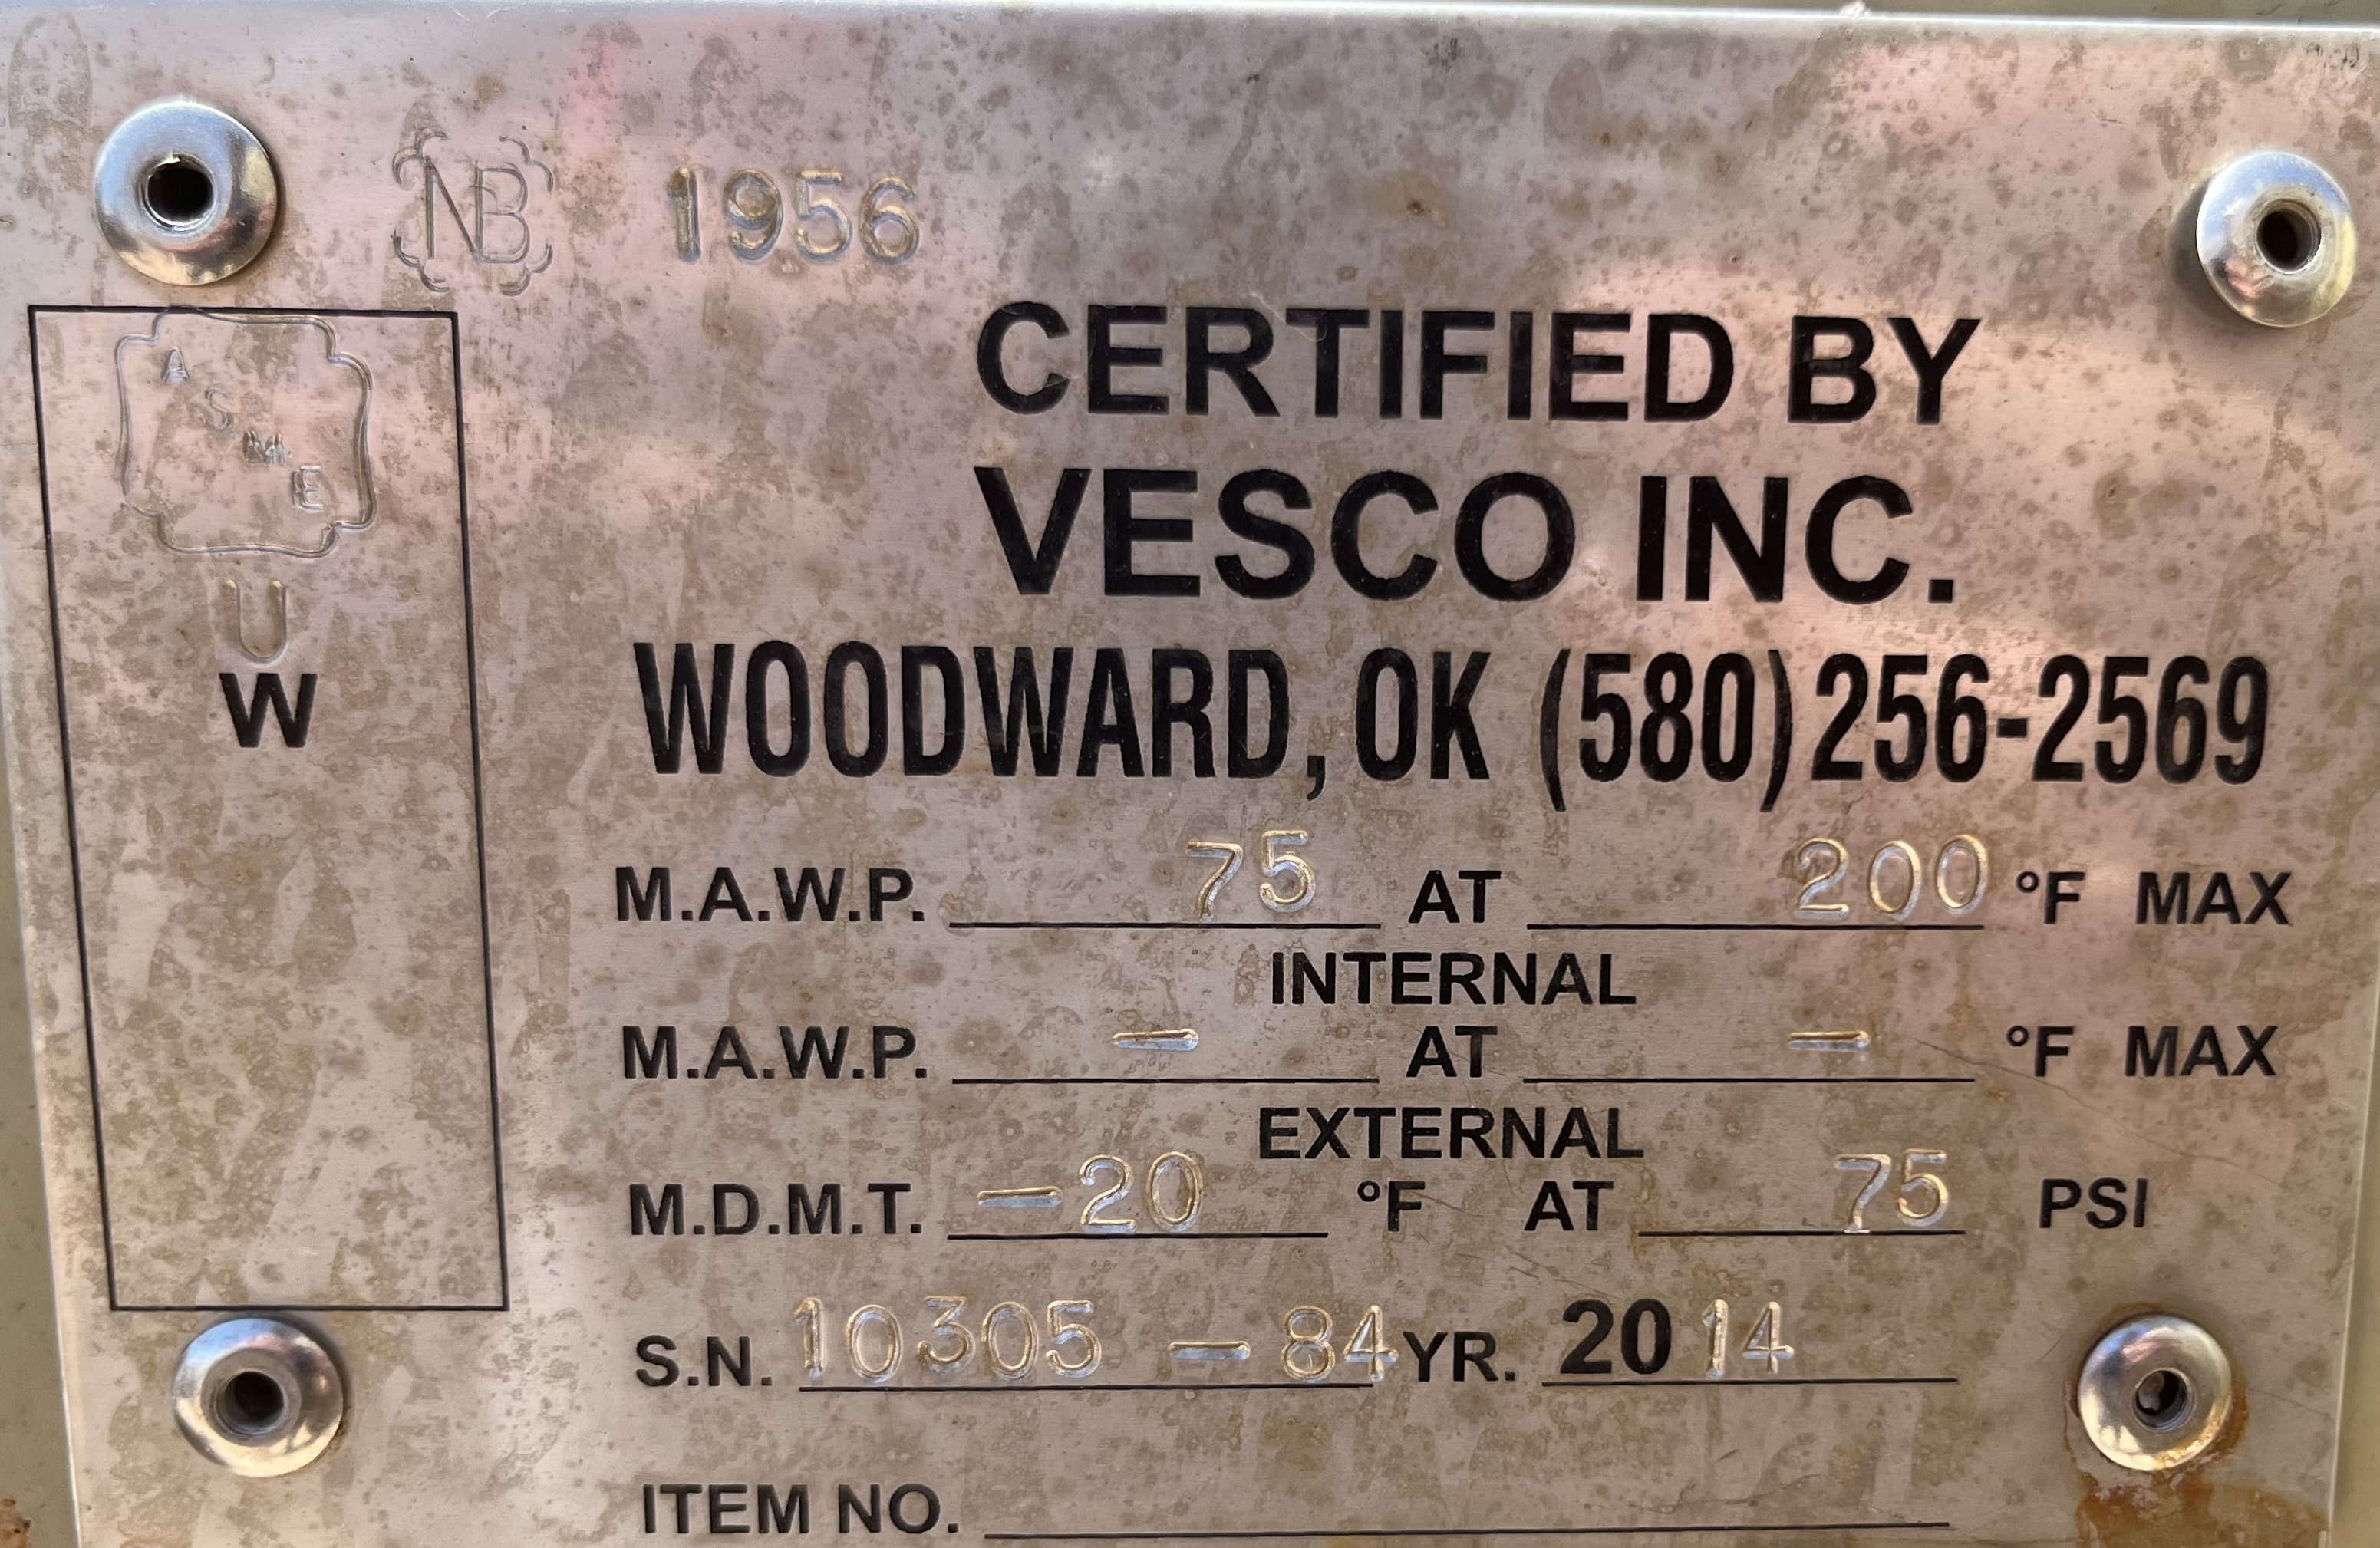 NB 1956
CERTIFIED BY
VESCO INC.
ASME
U
W
WOODWARD, OK (580)256-2569
M.A.W.P. 75 AT 200 °F MAX
INTERNAL
M.A.W.P. - AT - °F MAX
EXTERNAL
M.D.M.T. -20 °F AT 75 PSI
S.N. 10305 - 84 YR. 2014
ITEM NO.